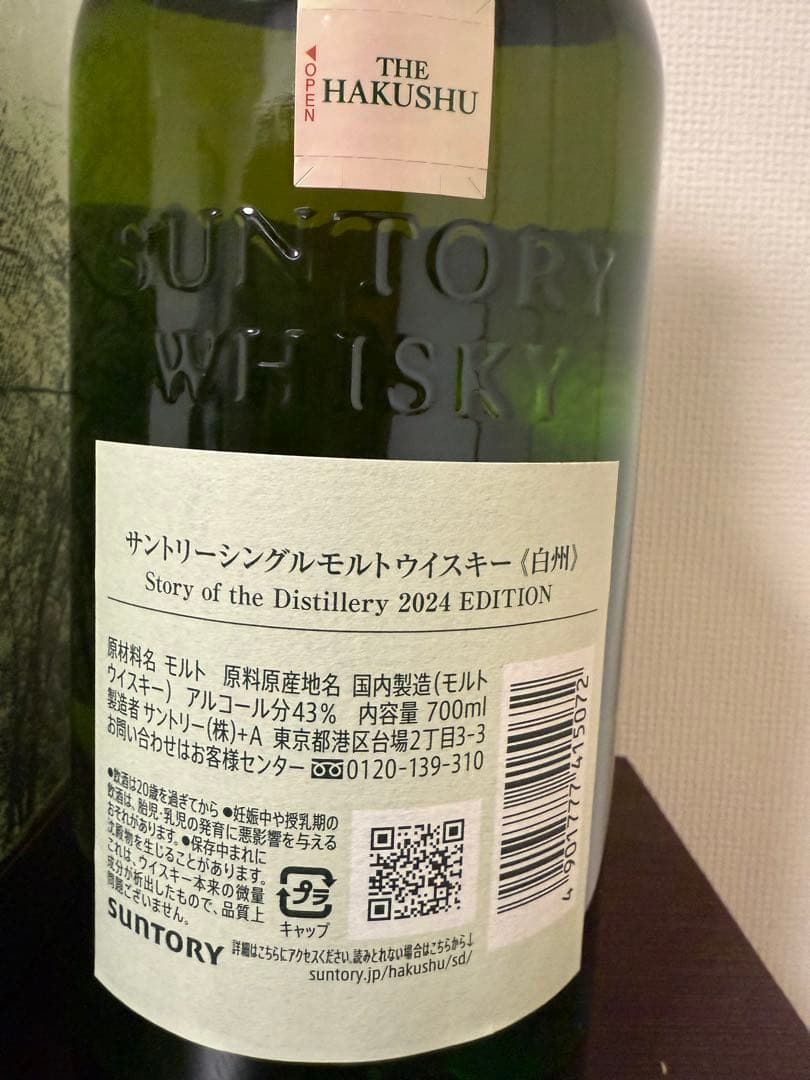 OPEN
THE
HAKUSHU
SUNTORY
WHISKY
サントリーシングルモルトウイスキー《白州》
Story of the Distillery 2024 EDITION
原材料名 モルト 原料原産地名 国内製造(モルト
ウイスキー) アルコール分43% 内容量 700ml
製造者 サントリー(株)+A 東京都港区台場2丁目3-3
お問い合わせはお客様センター 0120-139-310
●飲酒は20歳を過ぎてから ●妊娠中や授乳期の
飲酒は、胎児・乳児の発育に悪影響を与える
おそれがあります。●保存中まれに
沈殿物を生じることがあります。
これは、ウイスキー本来の微量
成分が析出したもので、品質上
問題ございません。
プラ
キャップ
SUNTORY
詳細はこちらにアクセスください。読みとれない場合はこちらから↓
suntory.jp/hakushu/sd/
4 901777 415072